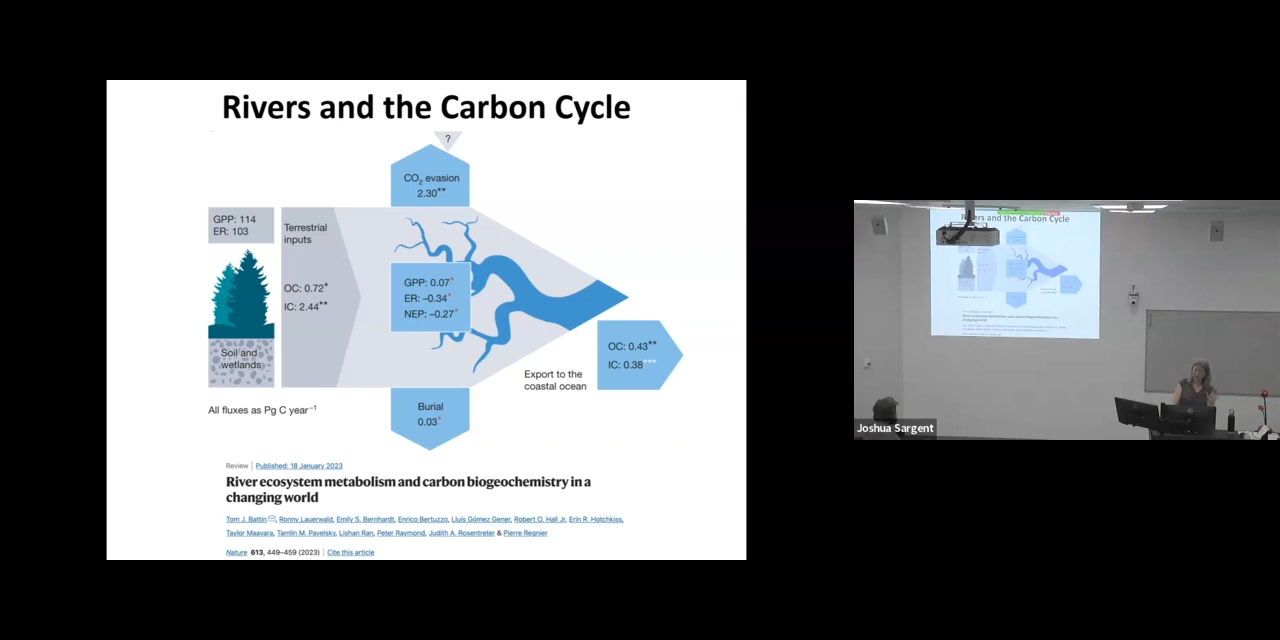 Rivers and the Carbon Cycle
?
CO2 evasion
2.30**
GPP: 114
ER: 103
Terrestrial
inputs
OC: 0.72*
IC: 2.44**
GPP: 0.07*
ER: –0.34*
NEP: –0.27*
Soil and
wetlands
OC: 0.43**
IC: 0.38***
Export to the
coastal ocean
Burial
0.03*
All fluxes as Pg C year–1
Review | Published: 18 January 2023
River ecosystem metabolism and carbon biogeochemistry in a
changing world
Tom J. Battin, Ronny Lauerwald, Emily S. Bernhardt, Enrico Bertuzzo, Lluís Gómez Gener, Robert O. Hall Jr, Erin R. Hotchkiss,
Taylor Maavara, Tamlin M. Pavelsky, Lishan Ran, Peter Raymond, Judith A. Rosentreter & Pierre Regnier
Nature 613, 449–459 (2023) | Cite this article
Rivers and the Carbon Cycle
Joshua Sargent